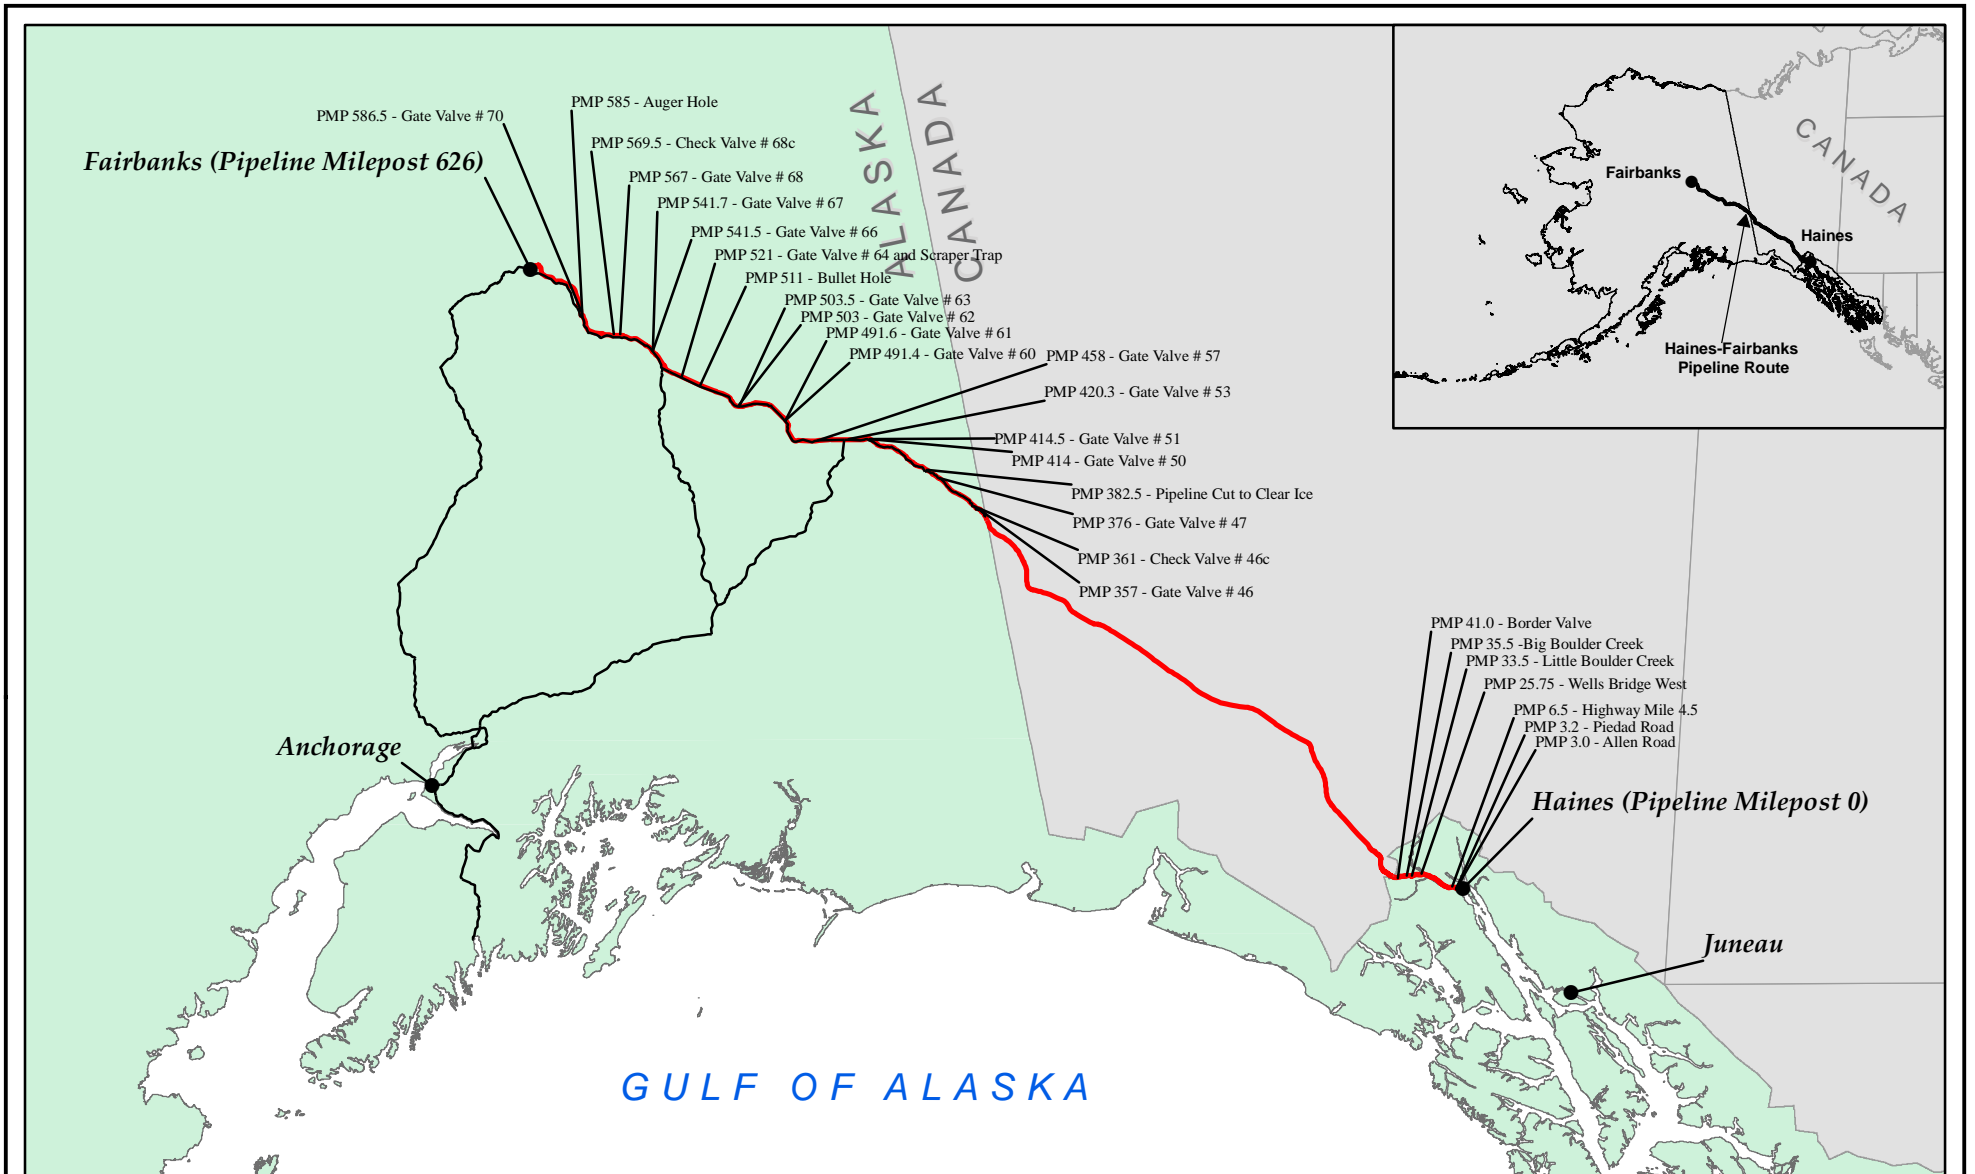 PMP 586.5 - Gate Valve # 70
PMP 585 - Auger Hole
Fairbanks (Pipeline Milepost 626)
PMP 569.5 - Check Valve # 68c
PMP 567 - Gate Valve # 68
PMP 541.7 - Gate Valve # 67
PMP 541.5 - Gate Valve # 66
PMP 521 - Gate Valve # 64 and Scraper Trap
PMP 511 - Bullet Hole
PMP 503.5 - Gate Valve # 63
PMP 503 - Gate Valve # 62
PMP 491.6 - Gate Valve # 61
PMP 491.4 - Gate Valve # 60
PMP 458 - Gate Valve # 57
PMP 420.3 - Gate Valve # 53
PMP 414.5 - Gate Valve # 51
PMP 414 - Gate Valve # 50
PMP 382.5 - Pipeline Cut to Clear Ice
PMP 376 - Gate Valve # 47
PMP 361 - Check Valve # 46c
PMP 357 - Gate Valve # 46
ALASKA
CANADA
CANADA
Fairbanks
Haines
Haines-Fairbanks
Pipeline Route
PMP 41.0 - Border Valve
PMP 35.5 -Big Boulder Creek
PMP 33.5 - Little Boulder Creek
PMP 25.75 - Wells Bridge West
PMP 6.5 - Highway Mile 4.5
PMP 3.2 - Piedad Road
PMP 3.0 - Allen Road
Anchorage
Haines (Pipeline Milepost 0)
Juneau
GULF OF ALASKA